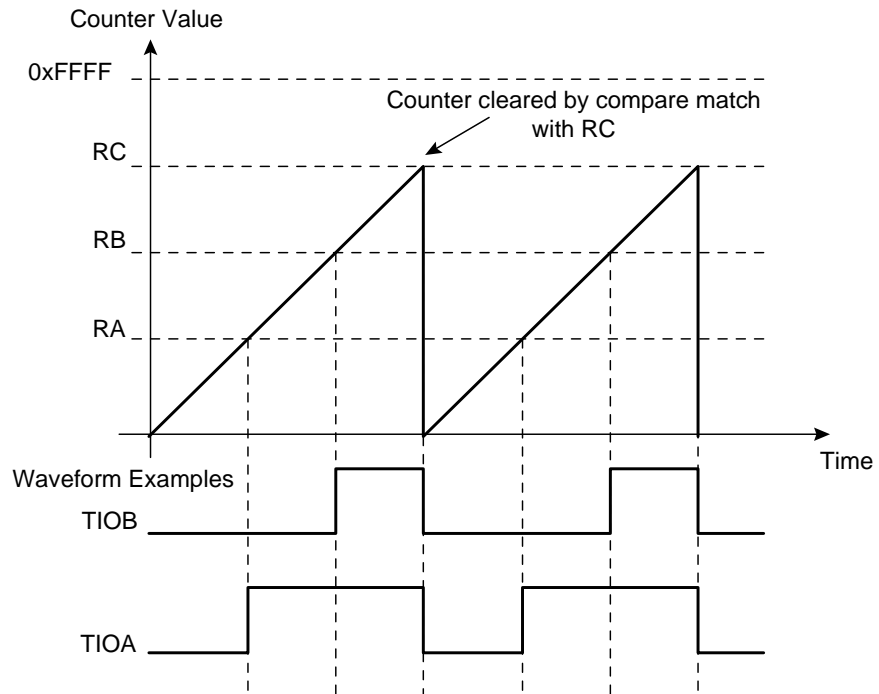 Counter Value
0xFFFF
Counter cleared by compare match
with RC
RC
RB
RA
Time
Waveform Examples
TIOB
TIOA